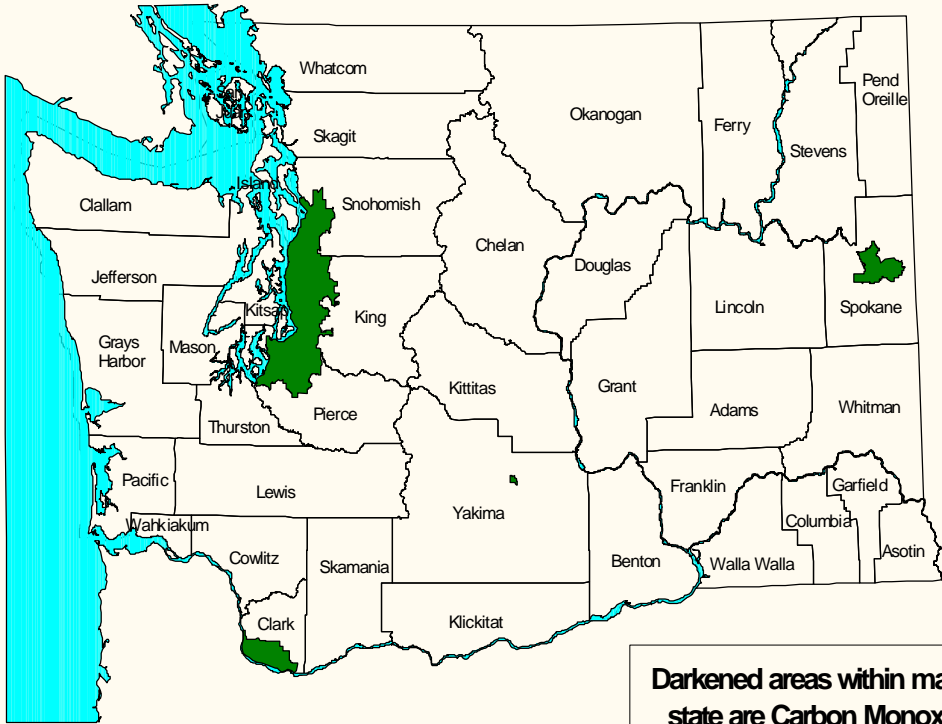 Whatcom
Pend
Oreille
Okanogan
Ferry
Skagit
Stevens
Island
Snohomish
Clallam
Chelan
Douglas
Jefferson
Lincoln
Spokane
Kitsap
King
Grays
Harbor
Mason
Kittitas
Grant
Adams
Whitman
Pierce
Thurston
Pacific
Lewis
Franklin
Garfield
Yakima
Columbia
Wahkiakum
Cowlitz
Skamania
Benton
Walla Walla
Asotin
Clark
Klickitat
Darkened areas within ma
state are Carbon Monox